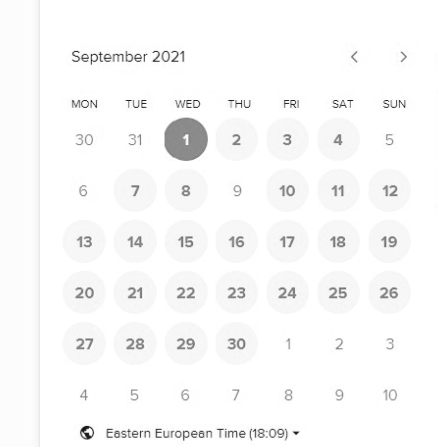 September 2021
MON TUE WED THU FRI SAT SUN
30 31 1 2 3 4 5
6 7 8 9 10 11 12
13 14 15 16 17 18 19
20 21 22 23 24 25 26
27 28 29 30 1 2 3
4 5 6 7 8 9 10
Eastern European Time (18:09)